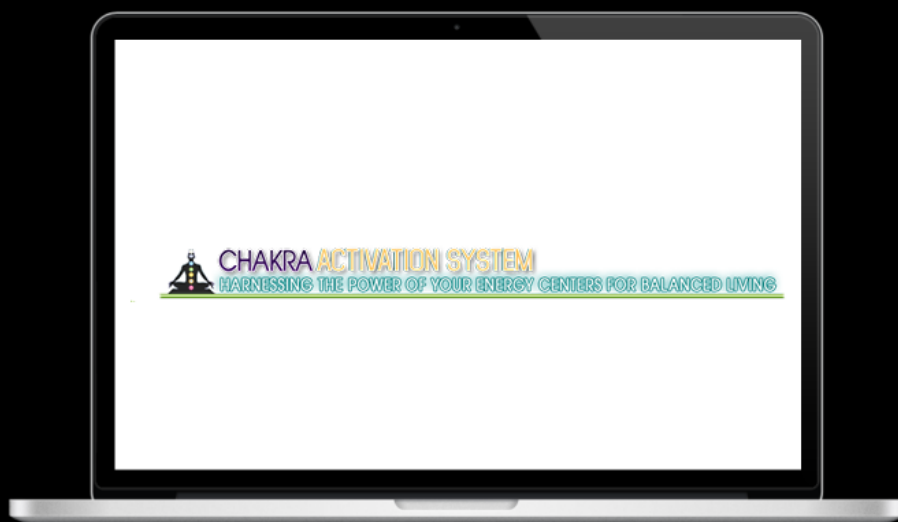 CHAKRA ACTIVATION SYSTEM
HARNESSING THE POWER OF YOUR ENERGY CENTERS FOR BALANCED LIVING